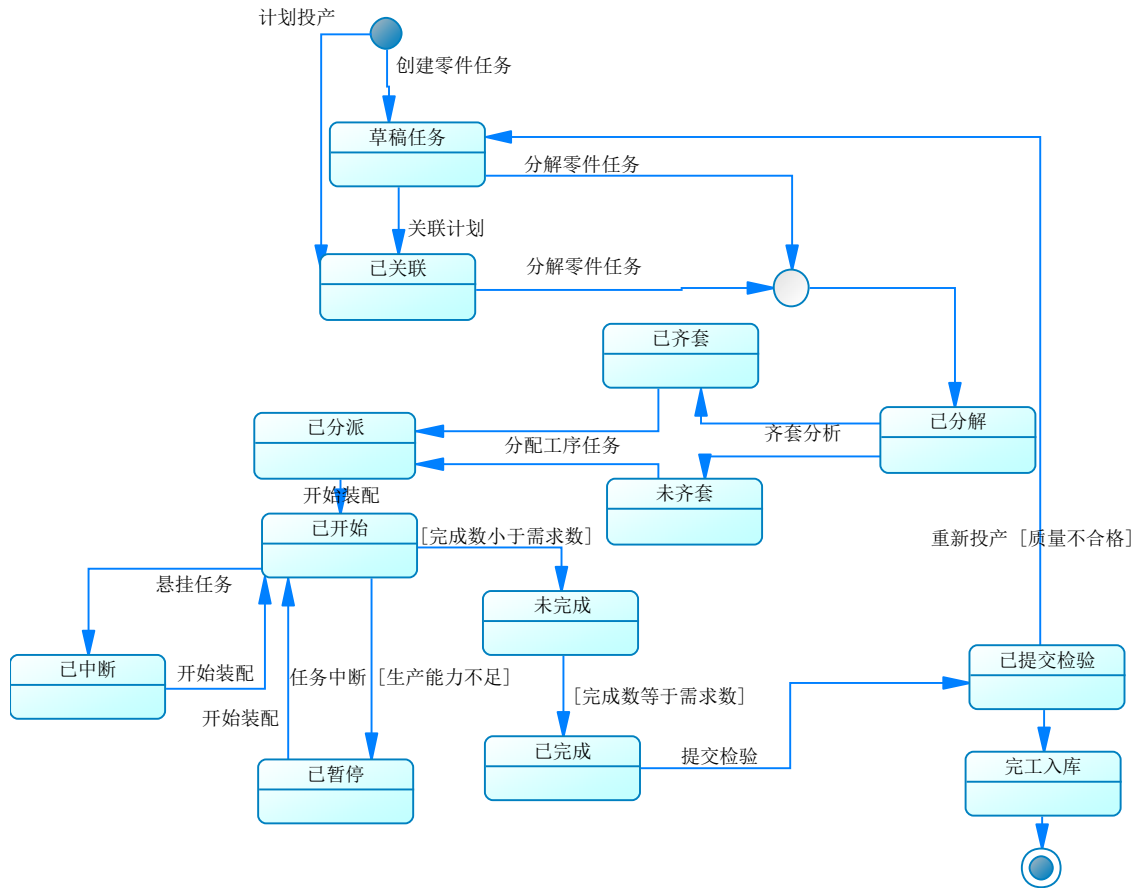 计划投产
创建零件任务
草稿任务
分解零件任务
关联计划
已关联
分解零件任务
已齐套
已分派
已分解
齐套分析
分配工序任务
开始装配
未齐套
已开始
[完成数小于需求数]
重新投产 [质量不合格]
悬挂任务
未完成
已中断
开始装配
任务中断 [生产能力不足]
已提交检验
[完成数等于需求数]
开始装配
已完成
提交检验
已暂停
完工入库